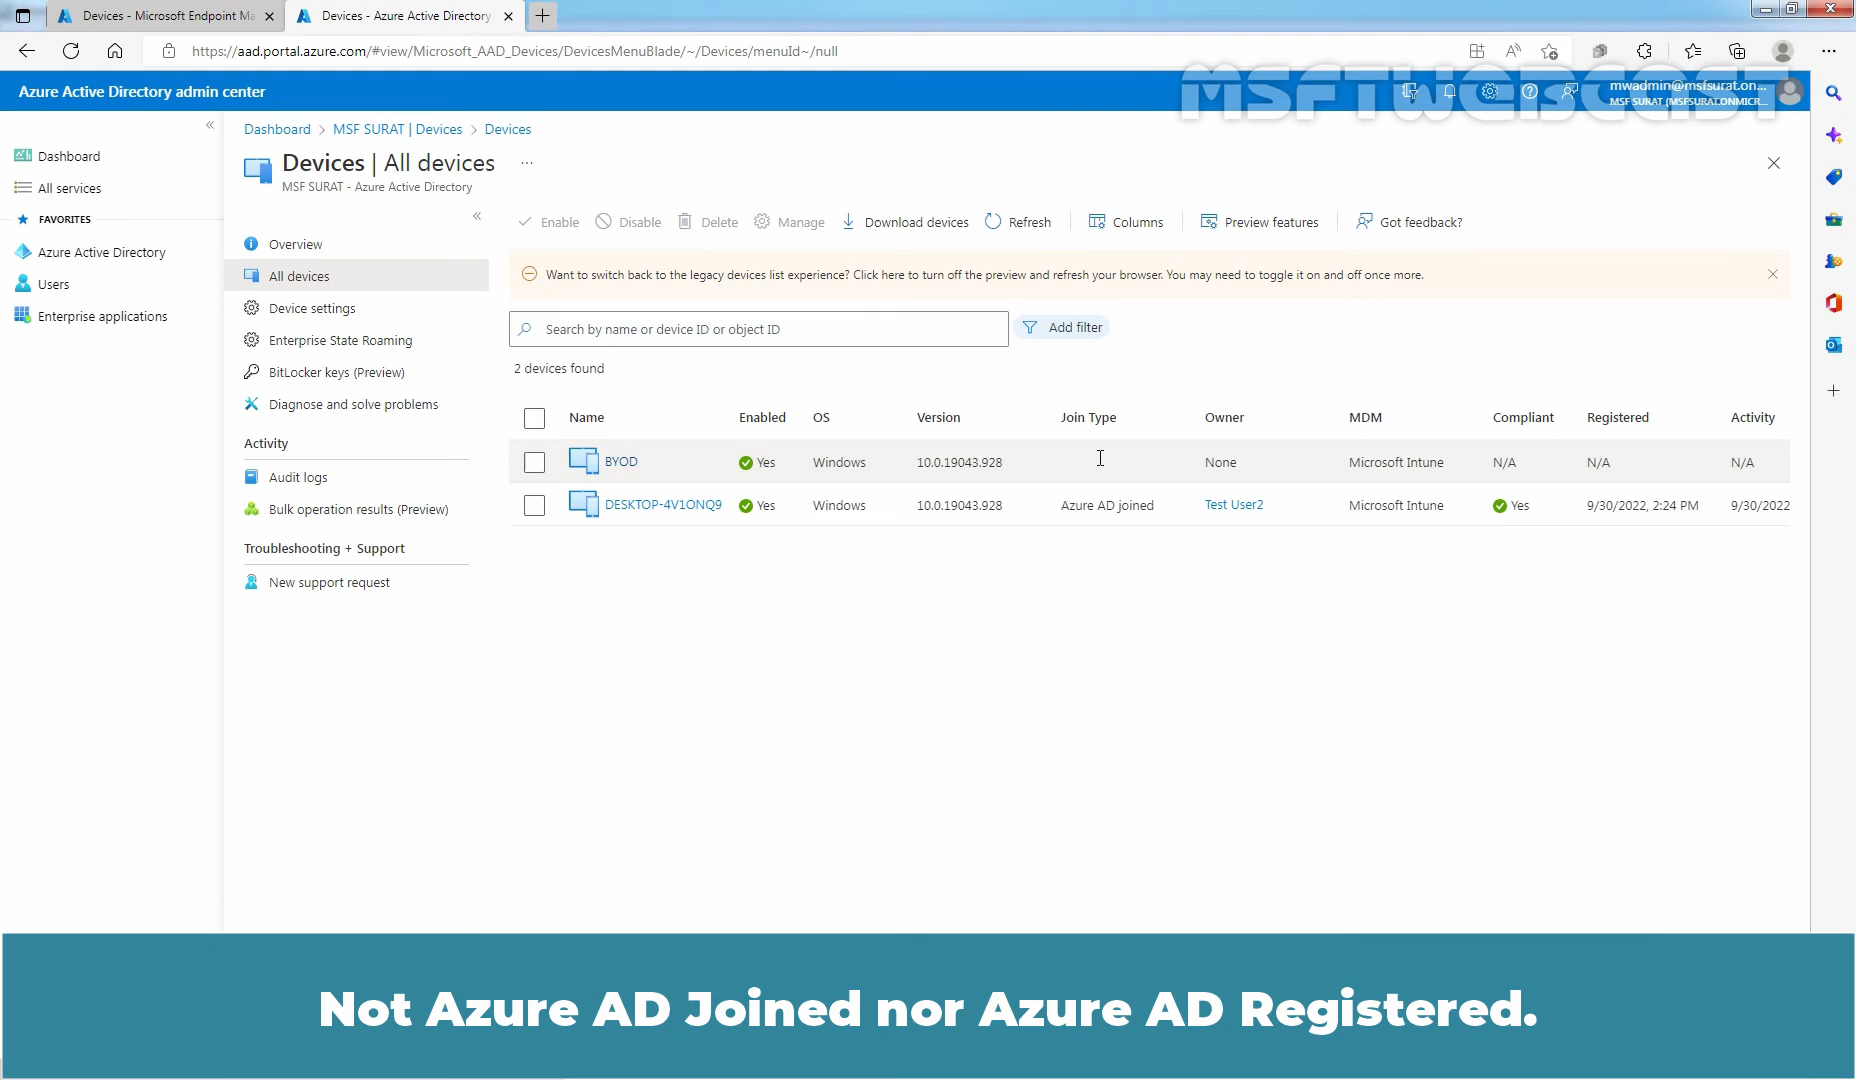 Devices - Microsoft Endpoint Ma
Devices - Azure Active Directory
https://aad.portal.azure.com/#view/Microsoft_AAD_Devices/DevicesMenuBlade/~/Devices/menuId~/null
MSFTWEBCAST
Azure Active Directory admin center
mwadmin@msfsurat.on...
MSF SURAT (MSFSURAT.ONMICR...
Dashboard > MSF SURAT | Devices > Devices
Dashboard
All services
FAVORITES
Azure Active Directory
Users
Enterprise applications
Devices | All devices ...
MSF SURAT - Azure Active Directory
Overview
All devices
Device settings
Enterprise State Roaming
BitLocker keys (Preview)
Diagnose and solve problems
Activity
Audit logs
Bulk operation results (Preview)
Troubleshooting + Support
New support request
Enable Disable Delete Manage Download devices Refresh Columns Preview features Got feedback?
Want to switch back to the legacy devices list experience? Click here to turn off the preview and refresh your browser. You may need to toggle it on and off once more.
Search by name or device ID or object ID
Add filter
2 devices found
Name Enabled OS Version Join Type Owner MDM Compliant Registered Activity
BYOD Yes Windows 10.0.19043.928 None Microsoft Intune N/A N/A N/A
DESKTOP-4V1ONQ9 Yes Windows 10.0.19043.928 Azure AD joined Test User2 Microsoft Intune Yes 9/30/2022, 2:24 PM 9/30/2022
Not Azure AD Joined nor Azure AD Registered.